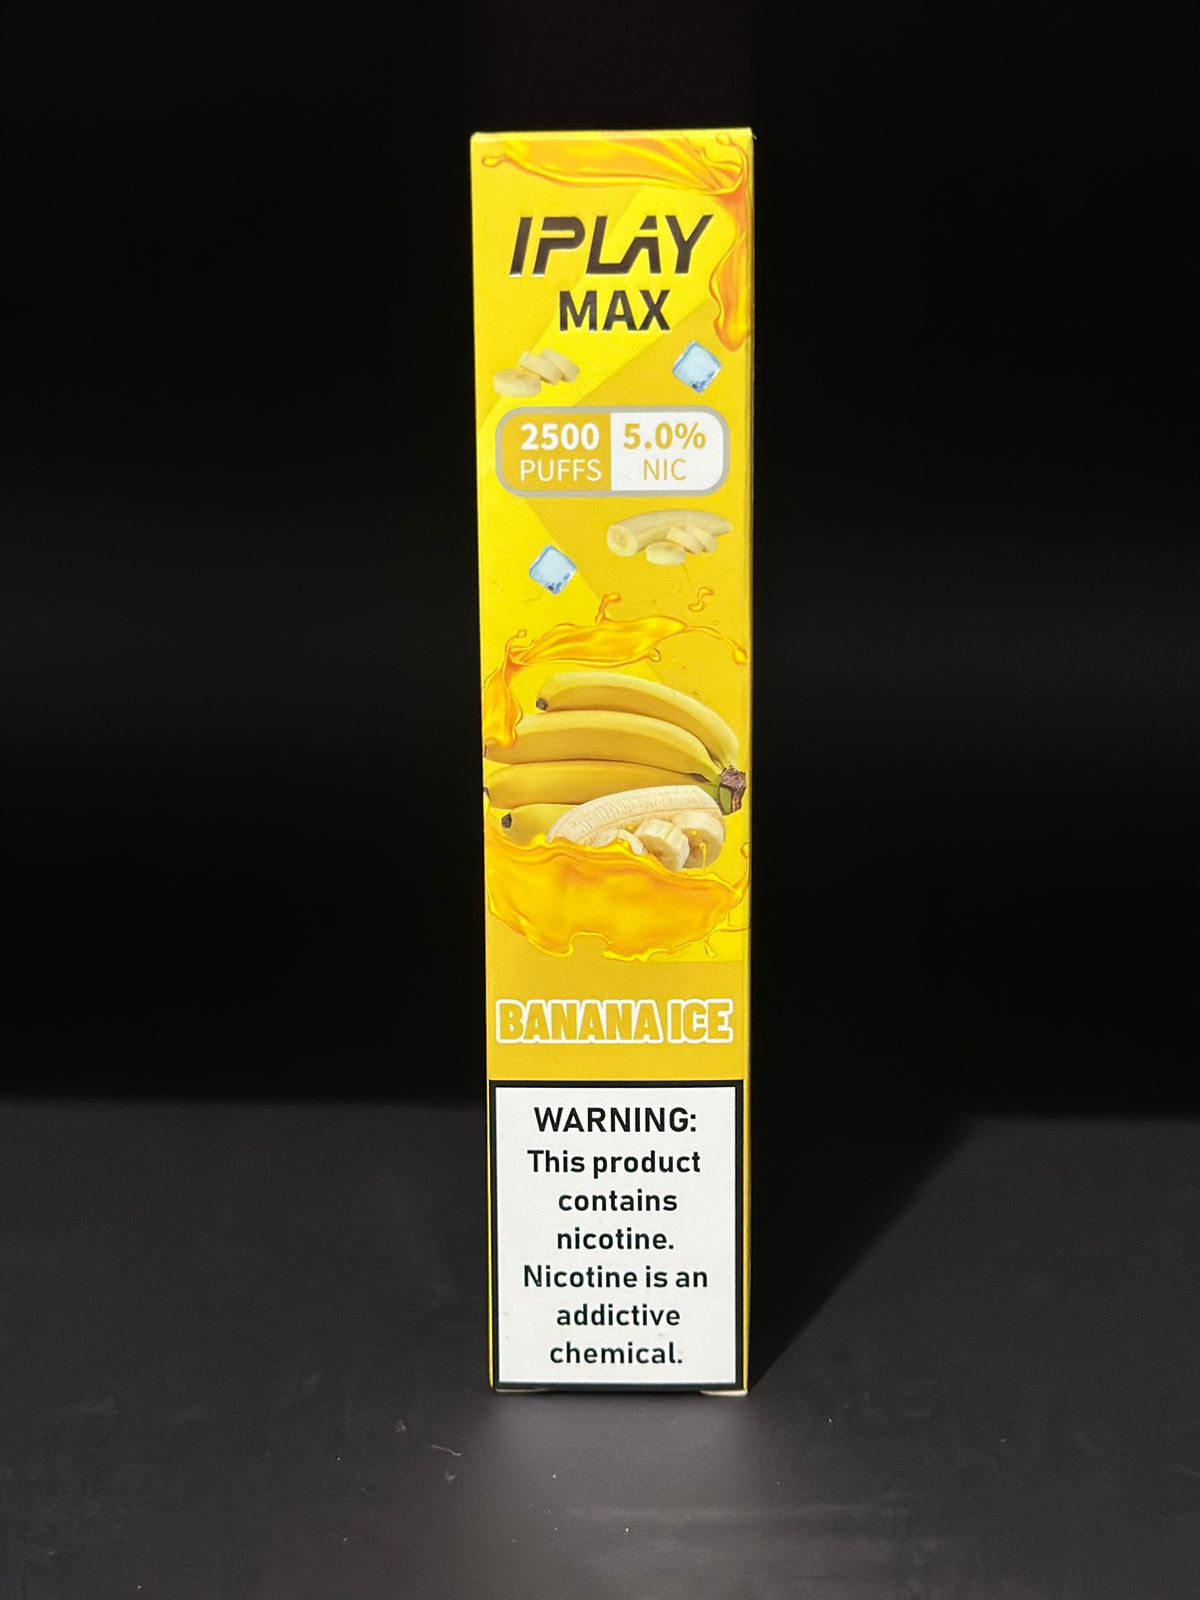 IPLAY
MAX
2500 5.0%
PUFFS NIC
BANANA ICE
WARNING:
This product
contains
nicotine.
Nicotine is an
addictive
chemical.